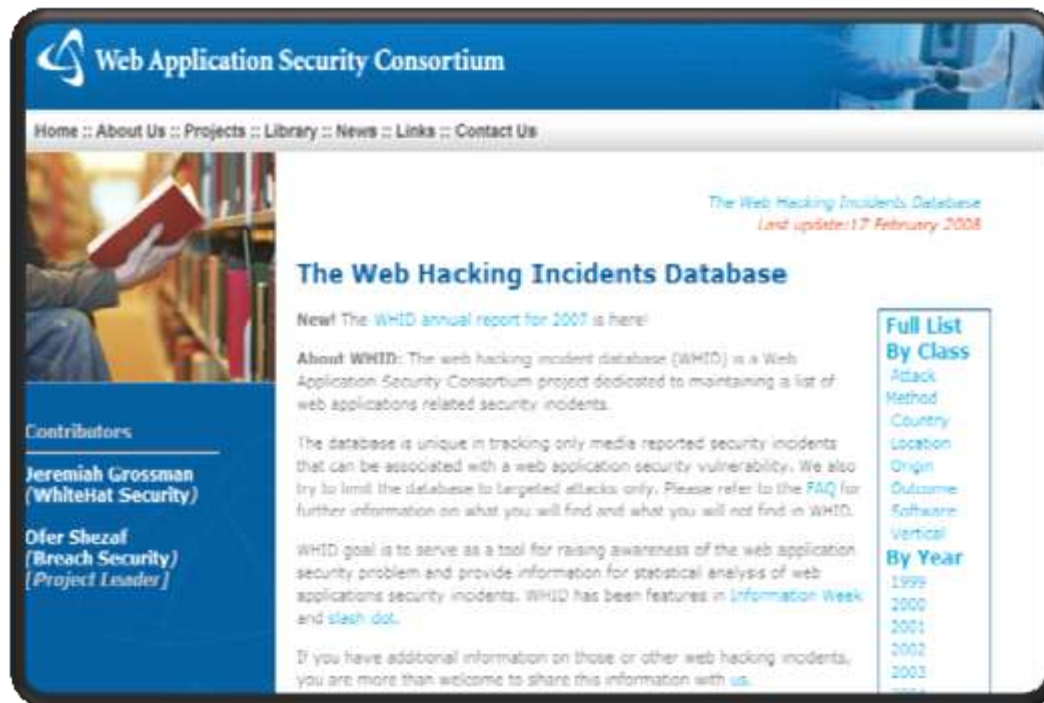 Web Application Security Consortium
Home :: About Us :: Projects :: Library :: News :: Links :: Contact Us
The Web Hacking Incidents Database
Last update:17 February 2008
The Web Hacking Incidents Database
New! The WHID annual report for 2007 is here!
About WHID: The web hacking incident database (WHID) is a Web
Application Security Consortium project dedicated to maintaining a list of
web applications related security incidents.
The database is unique in tracking only media reported security incidents
that can be associated with a web application security vulnerability. We also
try to limit the database to targeted attacks only. Please refer to the FAQ for
further information on what you will find and what you will not find in WHID.
WHID goal is to serve as a tool for raising awareness of the web application
security problem and provide information for statistical analysis of web
applications security incidents. WHID has been features in Information Week
and slash dot.
If you have additional information on those or other web hacking incidents,
you are more than welcome to share this information with us.
Full List
By Class
Attack
Method
Country
Location
Origin
Outcome
Software
Vertical
By Year
1999
2000
2001
2002
2003
Contributors
Jeremiah Grossman
(WhiteHat Security)
Ofer Shezaf
(Breach Security)
[Project Leader]